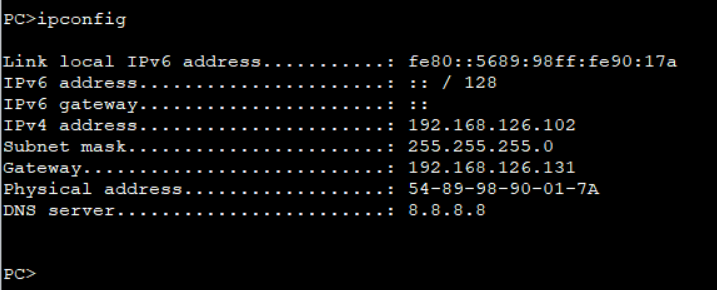 PC>ipconfig
Link local IPv6 address...........: fe80::5689:98ff:fe90:17a
IPv6 address......................: :: / 128
IPv6 gateway......................: ::
IPv4 address......................: 192.168.126.102
Subnet mask.......................: 255.255.255.0
Gateway...........................: 192.168.126.131
Physical address..................: 54-89-98-90-01-7A
DNS server........................: 8.8.8.8
PC>